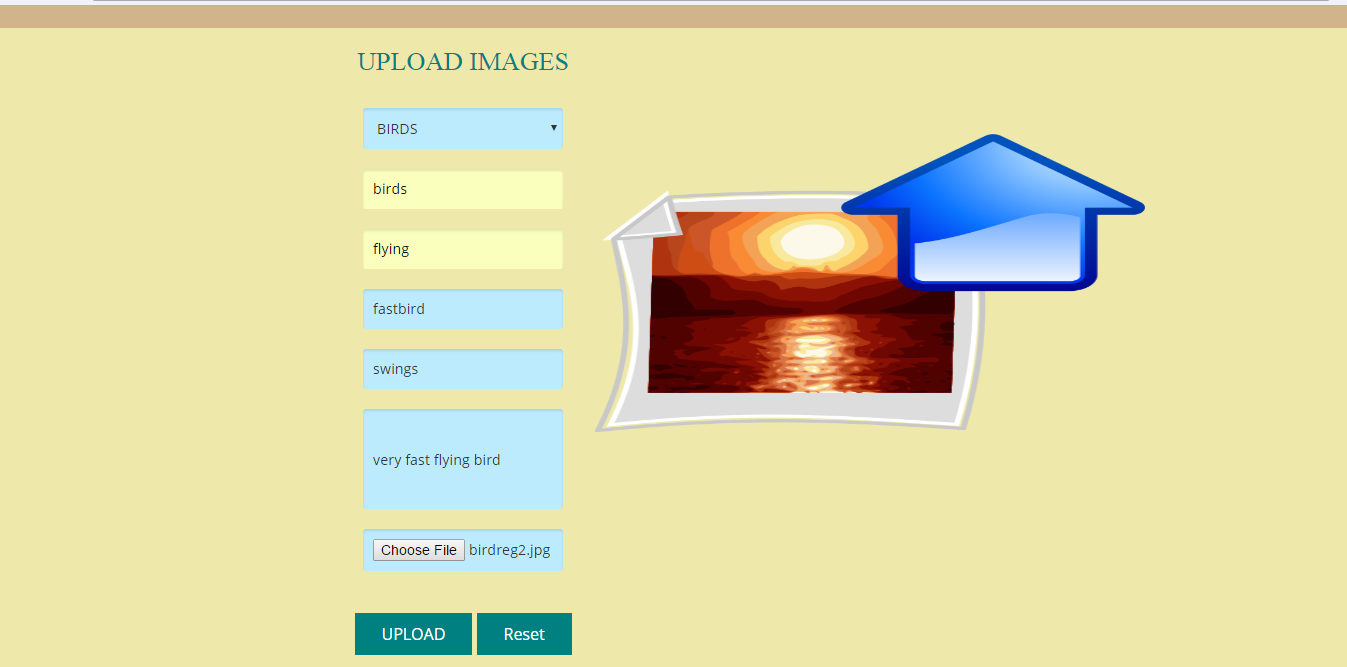 UPLOAD IMAGES
BIRDS
birds
flying
fastbird
swings
very fast flying bird
Choose File birdreg2.jpg
UPLOAD Reset